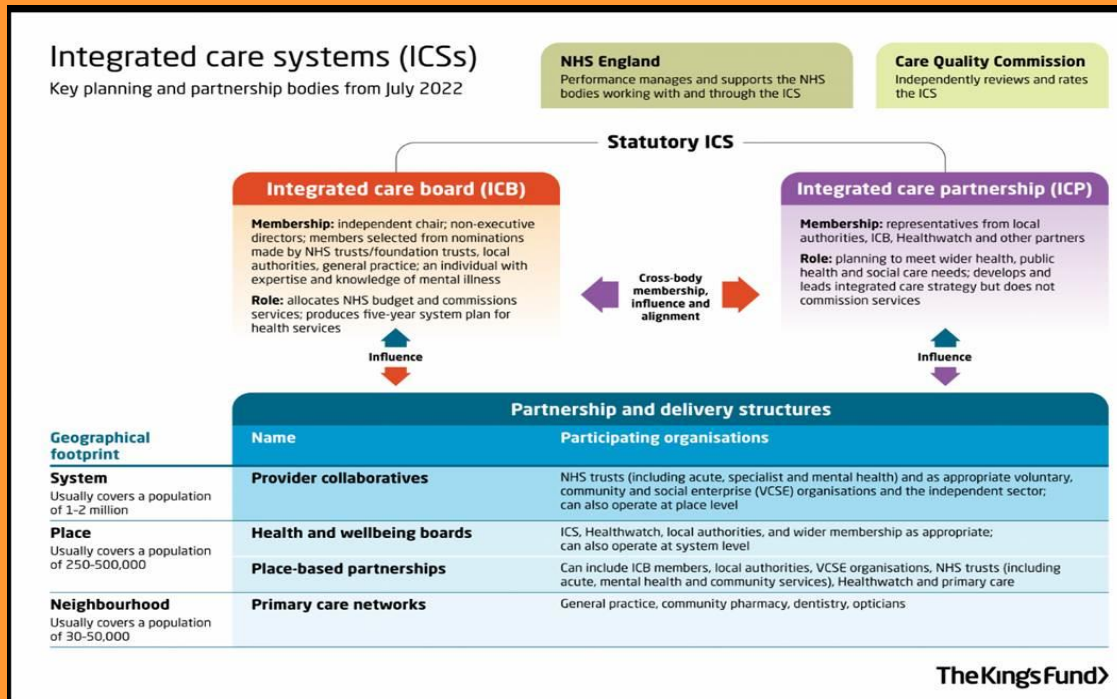 Integrated care systems (ICSs)
Key planning and partnership bodies from July 2022
NHS England
Performance manages and supports the NHS
bodies working with and through the ICS
Care Quality Commission
Independently reviews and rates
the ICS
Statutory ICS
Integrated care board (ICB)
Membership: independent chair; non-executive
directors; members selected from nominations
made by NHS trusts/foundation trusts, local
authorities, general practice; an individual with
expertise and knowledge of mental illness
Role: allocates NHS budget and commissions
services; produces five-year system plan for
health services
Cross-body
membership,
influence and
alignment
Integrated care partnership (ICP)
Membership: representatives from local
authorities, ICB, Healthwatch and other partners
Role: planning to meet wider health, public
health and social care needs; develops and
leads integrated care strategy but does not
commission services
Influence
Influence
Partnership and delivery structures
Geographical
footprint
Name
Participating organisations
System
Usually covers a population
of 1–2 million
Provider collaboratives
NHS trusts (including acute, specialist and mental health) and as appropriate voluntary,
community and social enterprise (VCSE) organisations and the independent sector;
can also operate at place level
Place
Usually covers a population
of 250–500,000
Health and wellbeing boards
ICS, Healthwatch, local authorities, and wider membership as appropriate;
can also operate at system level
Place-based partnerships
Can include ICB members, local authorities, VCSE organisations, NHS trusts (including
acute, mental health and community services), Healthwatch and primary care
Neighbourhood
Usually covers a population
of 30–50,000
Primary care networks
General practice, community pharmacy, dentistry, opticians
TheKingsFund>